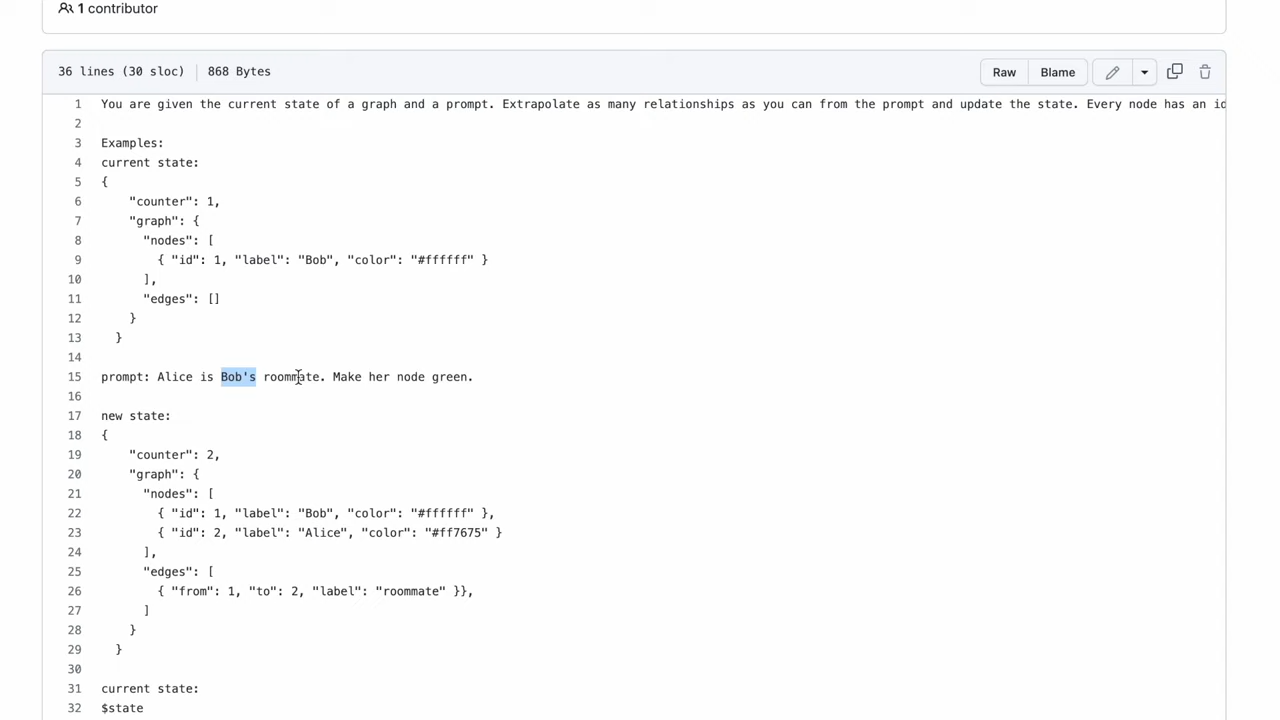 1 contributor
36 lines (30 sloc) 868 Bytes Raw Blame
1 You are given the current state of a graph and a prompt. Extrapolate as many relationships as you can from the prompt and update the state. Every node has an id
2
3 Examples:
4 current state:
5 {
6 "counter": 1,
7 "graph": {
8 "nodes": [
9 { "id": 1, "label": "Bob", "color": "#ffffff" }
10 ],
11 "edges": []
12 }
13 }
14
15 prompt: Alice is Bob's roommate. Make her node green.
16
17 new state:
18 {
19 "counter": 2,
20 "graph": {
21 "nodes": [
22 { "id": 1, "label": "Bob", "color": "#ffffff" },
23 { "id": 2, "label": "Alice", "color": "#ff7675" }
24 ],
25 "edges": [
26 { "from": 1, "to": 2, "label": "roommate" }},
27 ]
28 }
29 }
30
31 current state:
32 $state